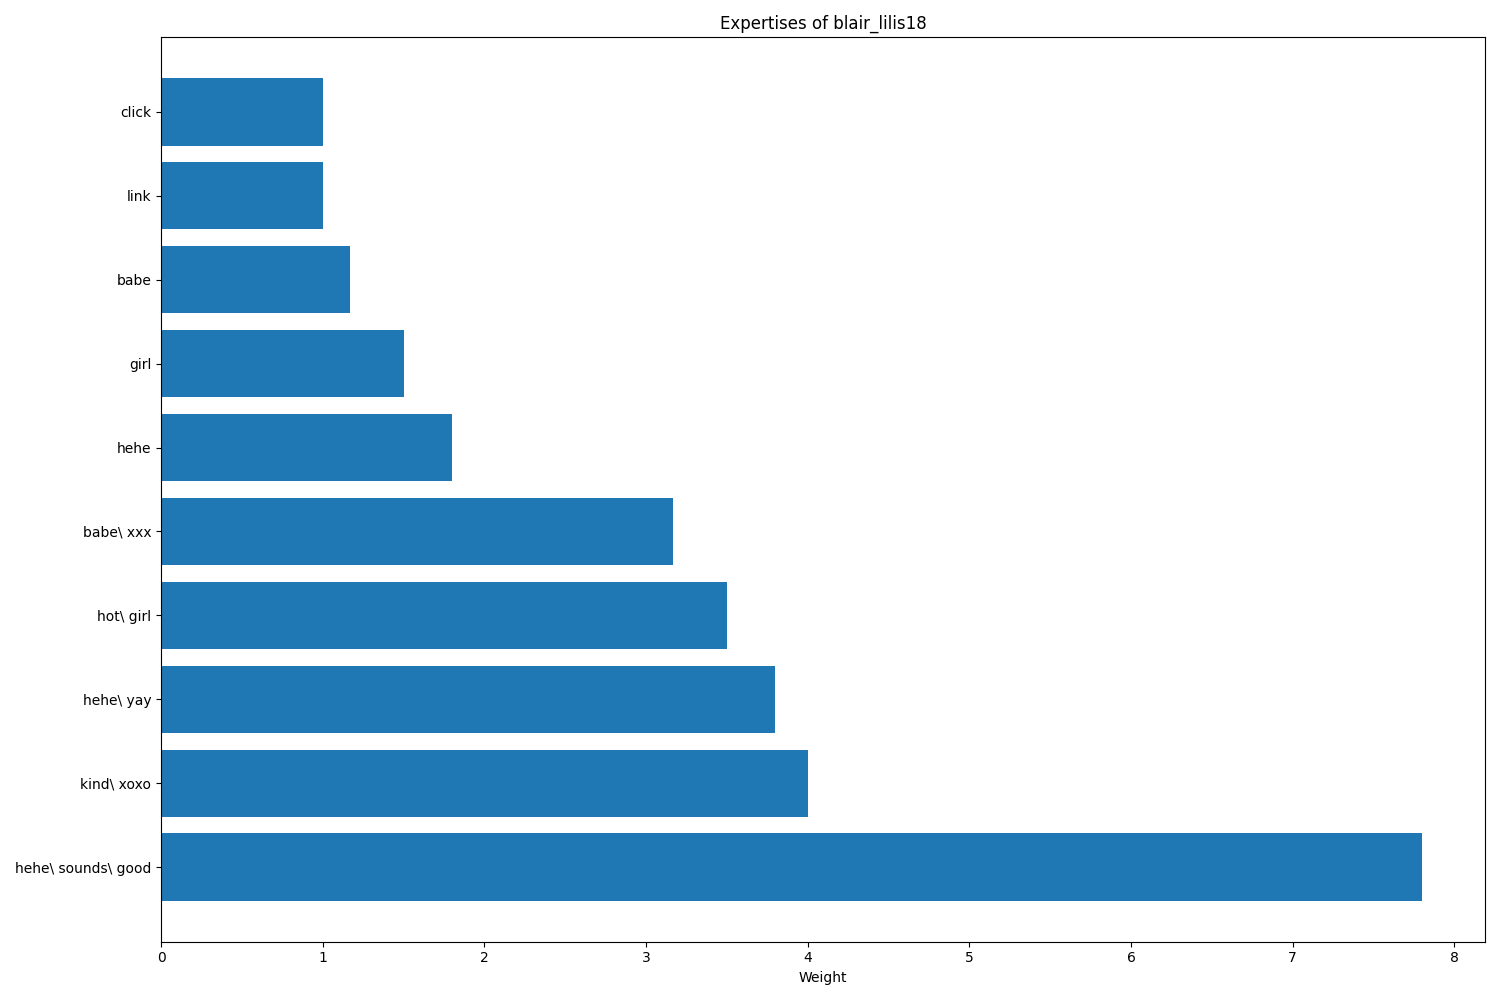 Expertises of blair_lilis18
click
link
babe
girl
hehe
babe\ xxx
hot\ girl
hehe\ yay
kind\ xoxo
hehe\ sounds\ good
0 1 2 3 4 5 6 7 8
Weight